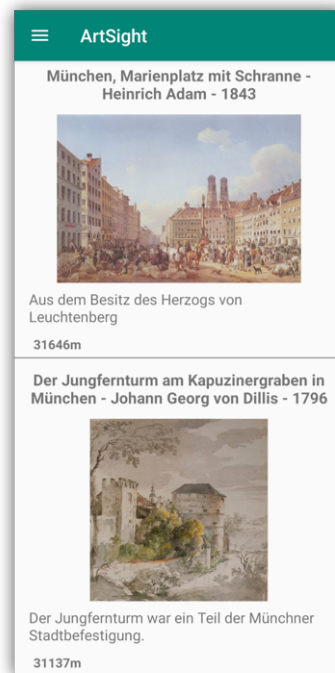 ArtSight
München, Marienplatz mit Schranne -
Heinrich Adam - 1843
Aus dem Besitz des Herzogs von
Leuchtenberg
31646m
Der Jungfernturm am Kapuzinergraben in
München - Johann Georg von Dillis - 1796
Der Jungfernturm war ein Teil der Münchner
Stadtbefestigung.
31137m